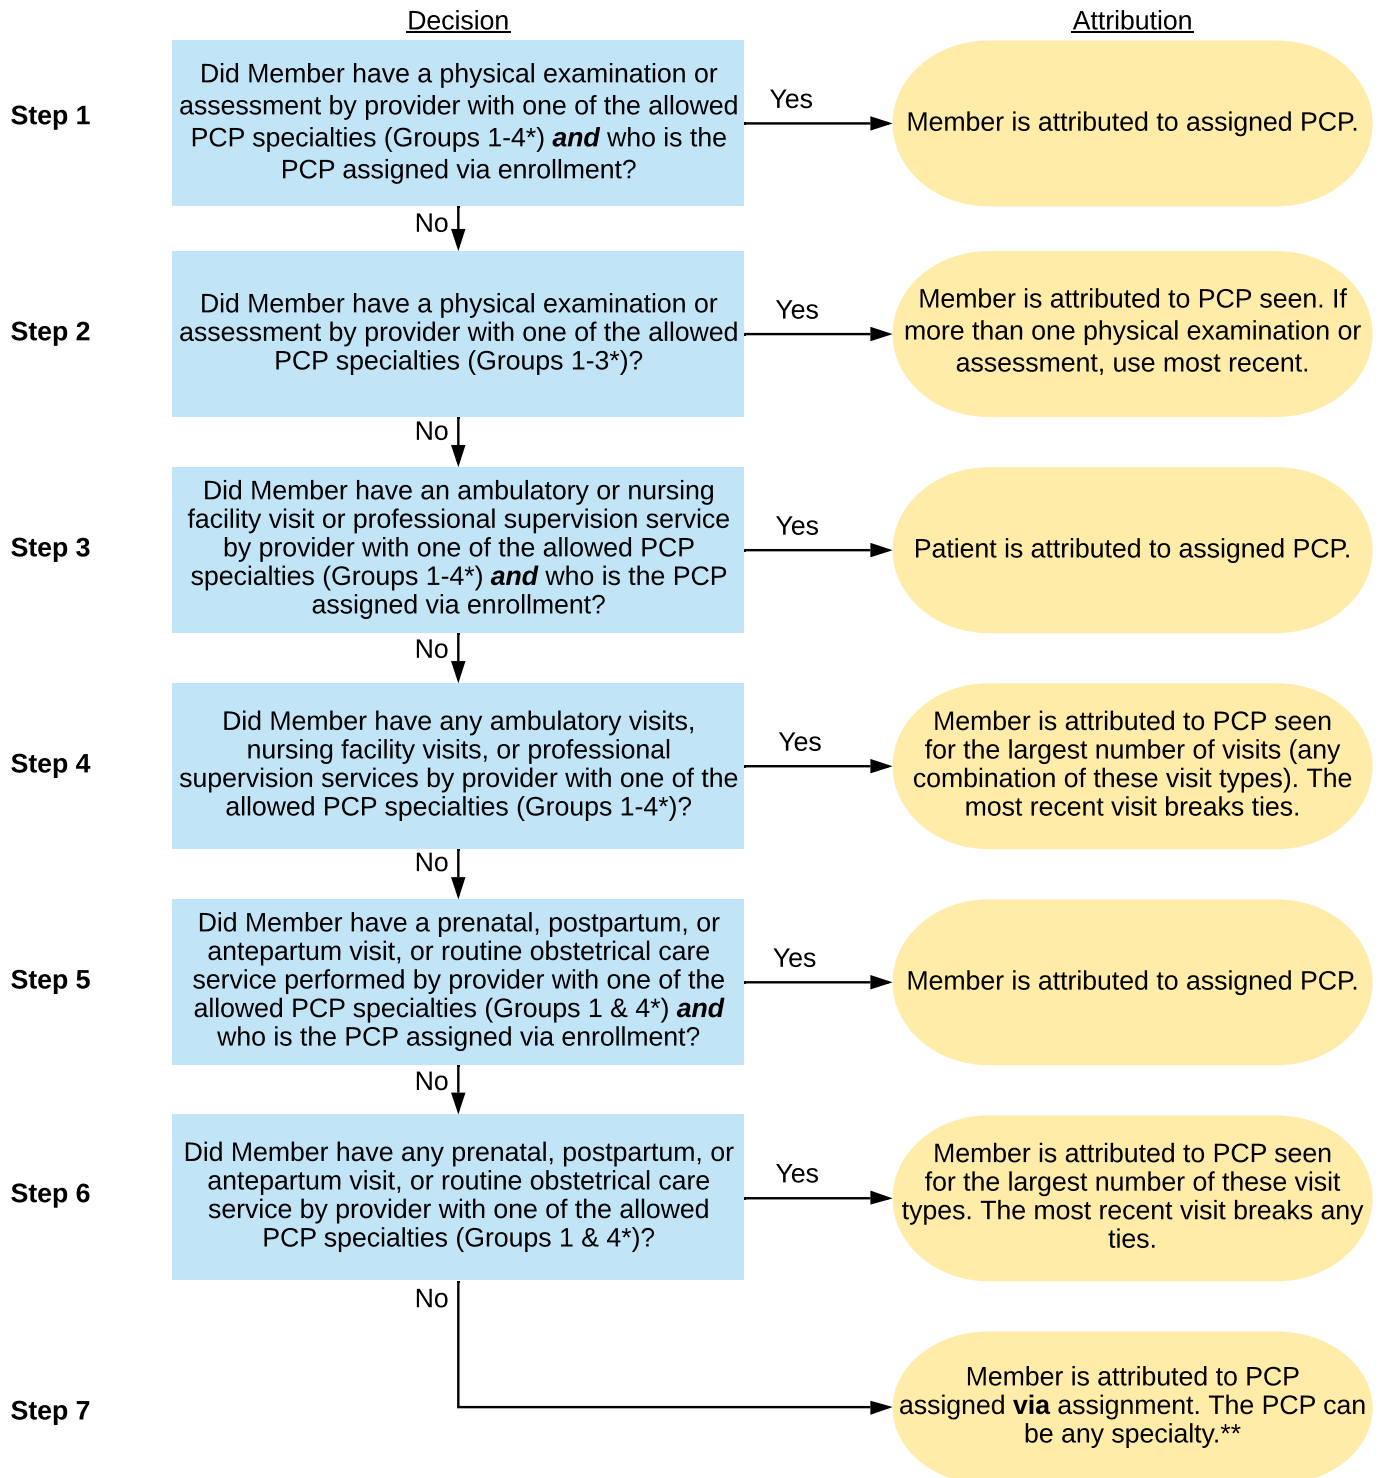 Decision
Attribution
Step 1
Did Member have a physical examination or
assessment by provider with one of the allowed
PCP specialties (Groups 1-4*) and who is the
PCP assigned via enrollment?
Yes
Member is attributed to assigned PCP.
No
Step 2
Did Member have a physical examination or
assessment by provider with one of the allowed
PCP specialties (Groups 1-3*)?
Yes
Member is attributed to PCP seen. If
more than one physical examination or
assessment, use most recent.
No
Step 3
Did Member have an ambulatory or nursing
facility visit or professional supervision service
by provider with one of the allowed PCP
specialties (Groups 1-4*) and who is the PCP
assigned via enrollment?
Yes
Patient is attributed to assigned PCP.
No
Step 4
Did Member have any ambulatory visits,
nursing facility visits, or professional
supervision services by provider with one of the
allowed PCP specialties (Groups 1-4*)?
Yes
Member is attributed to PCP seen
for the largest number of visits (any
combination of these visit types). The
most recent visit breaks ties.
No
Step 5
Did Member have a prenatal, postpartum, or
antepartum visit, or routine obstetrical care
service performed by provider with one of the
allowed PCP specialties (Groups 1 & 4*) and
who is the PCP assigned via enrollment?
Yes
Member is attributed to assigned PCP.
No
Step 6
Did Member have any prenatal, postpartum, or
antepartum visit, or routine obstetrical care
service by provider with one of the allowed
PCP specialties (Groups 1 & 4*)?
Yes
Member is attributed to PCP seen
for the largest number of these visit
types. The most recent visit breaks any
ties.
No
Step 7
Member is attributed to PCP
assigned via assignment. The PCP can
be any specialty.**